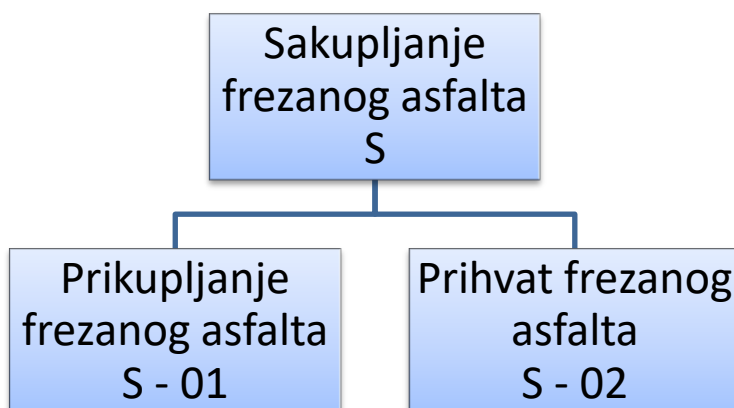 Sakupljanje
frezanog asfalta
S
Prikupljanje
frezanog asfalta
S - 01
Prihvat frezanog
asfalta
S - 02